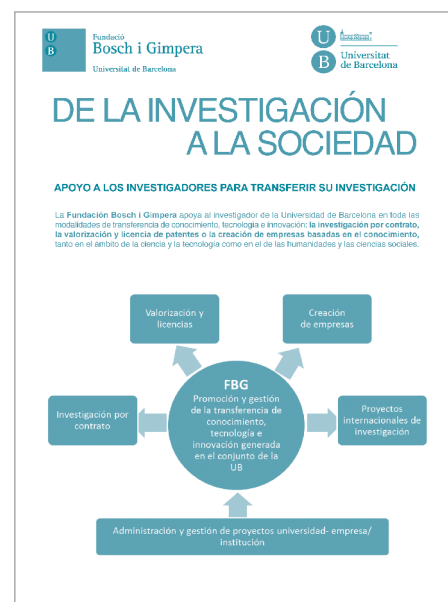 Fundació
Bosch i Gimpera
Universitat de Barcelona
U
B
U
B
Universitat
de Barcelona
DE LA INVESTIGACIÓN
A LA SOCIEDAD
APOYO A LOS INVESTIGADORES PARA TRANSFERIR SU INVESTIGACIÓN
La Fundación Bosch i Gimpera apoya al investigador de la Universidad de Barcelona en toda las
modalidades de transferencia de conocimiento, tecnología e innovación: la investigación por contrato,
la valorización y licencia de patentes o la creación de empresas basadas en el conocimiento,
tanto en el ámbito de la ciencia y la tecnología como en el de las humanidades y las ciencias sociales.
Valorización y
licencias
Creación
de empresas
FBG
Promoción y gestión
de la transferencia de
conocimiento,
tecnología e
innovación generada
en el conjunto de la
UB
Investigación por
contrato
Proyectos
internacionales de
investigación
Administración y gestión de proyectos universidad- empresa/
institución